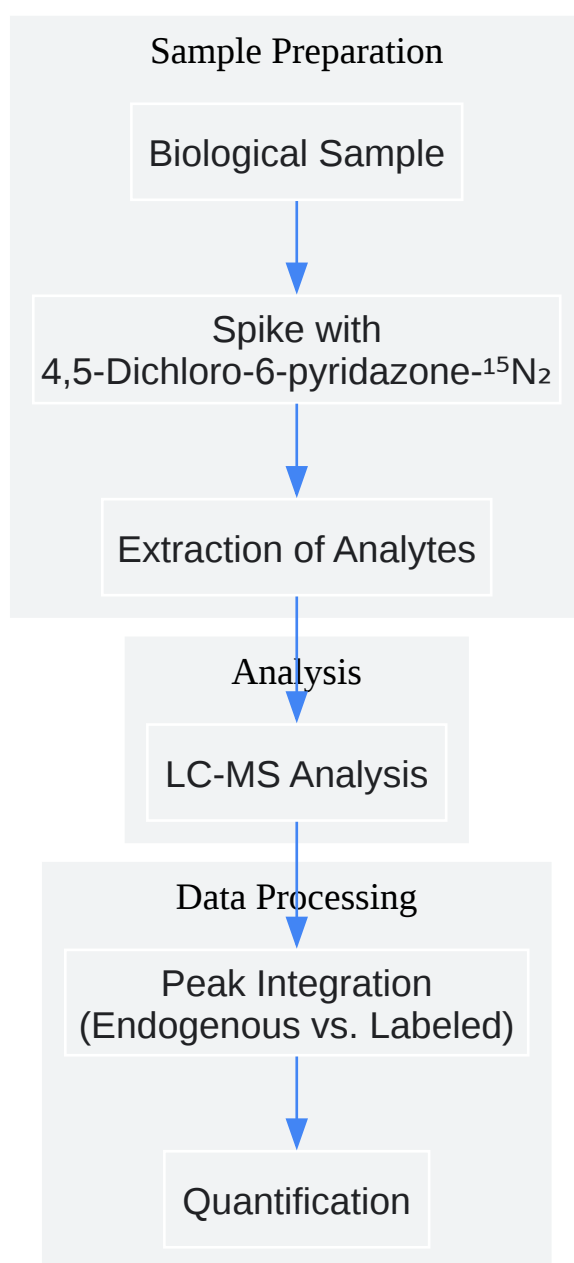 Sample Preparation
Biological Sample
Spike with
4,5-Dichloro-6-pyridazone-¹⁵N₂
Extraction of Analytes
Analysis
LC-MS Analysis
Data Processing
Peak Integration
(Endogenous vs. Labeled)
Quantification